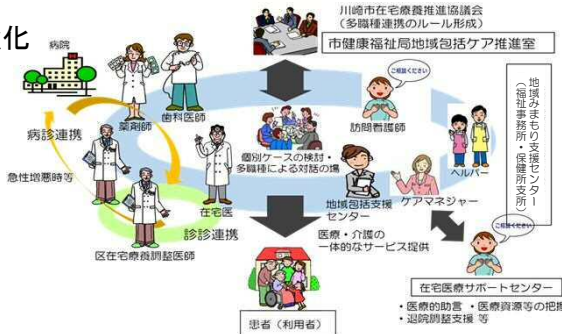 川崎市在宅療養推進協議会
(多職種連携のルール形成)
化
市健康福祉局地域包括ケア推進室
病院
薬剤師
歯科医師
ご相談ください
訪問看護師
地域みまもり支援センター
(福祉事務所・保健所支所)
病診連携
個別ケースの検討・
多職種による対話の場
ヘルパー
急性増悪時等
在宅医
地域包括支援
センター
ケアマネジャー
診診連携
区在宅療養調整医師
医療・介護の
一体的なサービス提供
ご相談ください
患者(利用者)
在宅医療サポートセンター
・医療的助言 ・医療資源等の把握
・退院調整支援 等